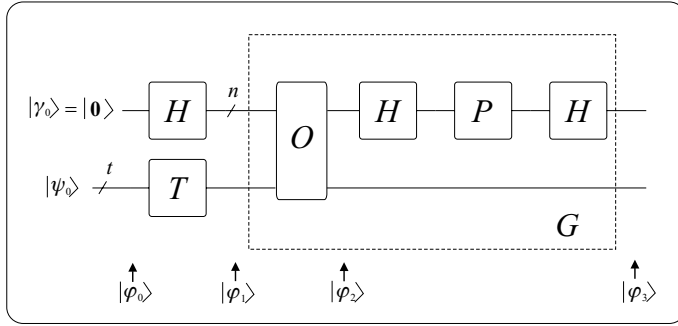 n
|γ₀⟩ = |0⟩ H O H P H
t
|ψ₀⟩ T
G
|φ₀⟩ |φ₁⟩ |φ₂⟩ |φ₃⟩